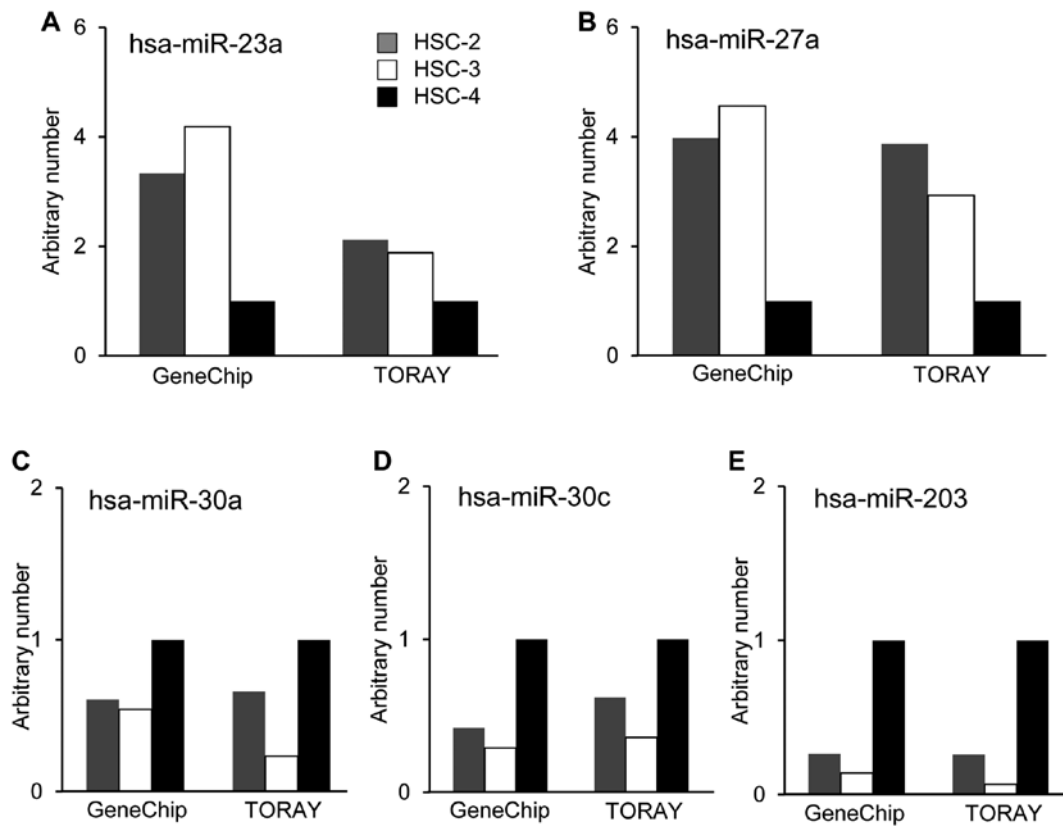 A
hsa-miR-23a
HSC-2
HSC-3
HSC-4
Arbitrary number
6
4
2
0
GeneChip TORAY
B
hsa-miR-27a
Arbitrary number
6
4
2
0
GeneChip TORAY
C
hsa-miR-30a
Arbitrary number
2
1
0
GeneChip TORAY
D
hsa-miR-30c
Arbitrary number
2
1
0
GeneChip TORAY
E
hsa-miR-203
Arbitrary number
2
1
0
GeneChip TORAY